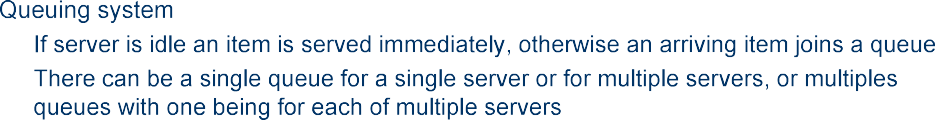 Queuing system
If server is idle an item is served immediately, otherwise an arriving item joins a queue
There can be a single queue for a single server or for multiple servers, or multiples
queues with one being for each of multiple servers